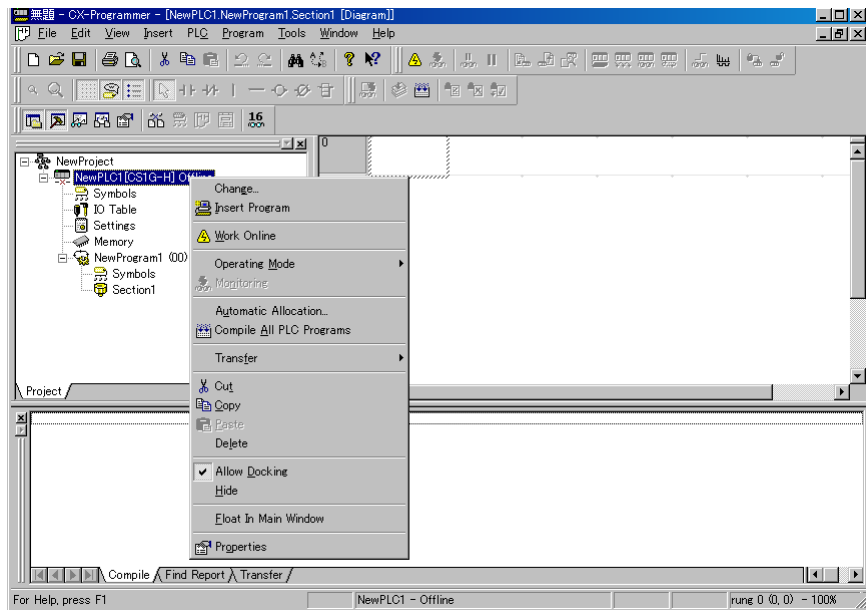 無題 - CX-Programmer - [NewPLC1.NewProgram1.Section1 [Diagram]]
File Edit View Insert PLC Program Tools Window Help
16
0
NewProject
NewPLC1[CS1G-H] Offline
Symbols
IO Table
Settings
Memory
NewProgram1 (00)
Symbols
Section1
Project
Change...
Insert Program
Work Online
Operating Mode
Monitoring
Automatic Allocation...
Compile All PLC Programs
Transfer
Cut
Copy
Paste
Delete
Allow Docking
Hide
Float In Main Window
Properties
Compile Find Report Transfer
For Help, press F1 NewPLC1 - Offline rung 0 (0, 0) - 100%